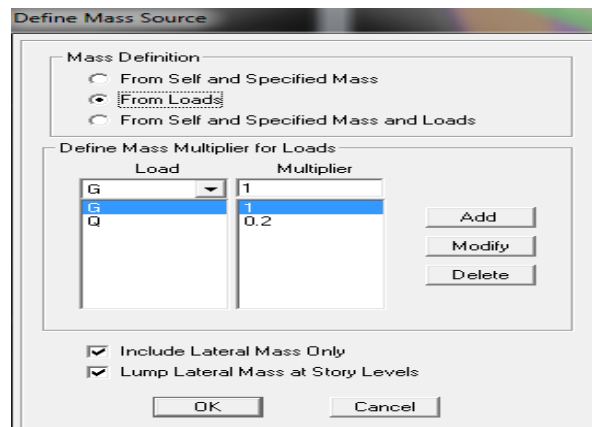 Define Mass Source
Mass Definition
From Self and Specified Mass
From Loads
From Self and Specified Mass and Loads
Define Mass Multiplier for Loads
Load Multiplier
G 1
G 1
Q 0.2
Add
Modify
Delete
Include Lateral Mass Only
Lump Lateral Mass at Story Levels
OK Cancel